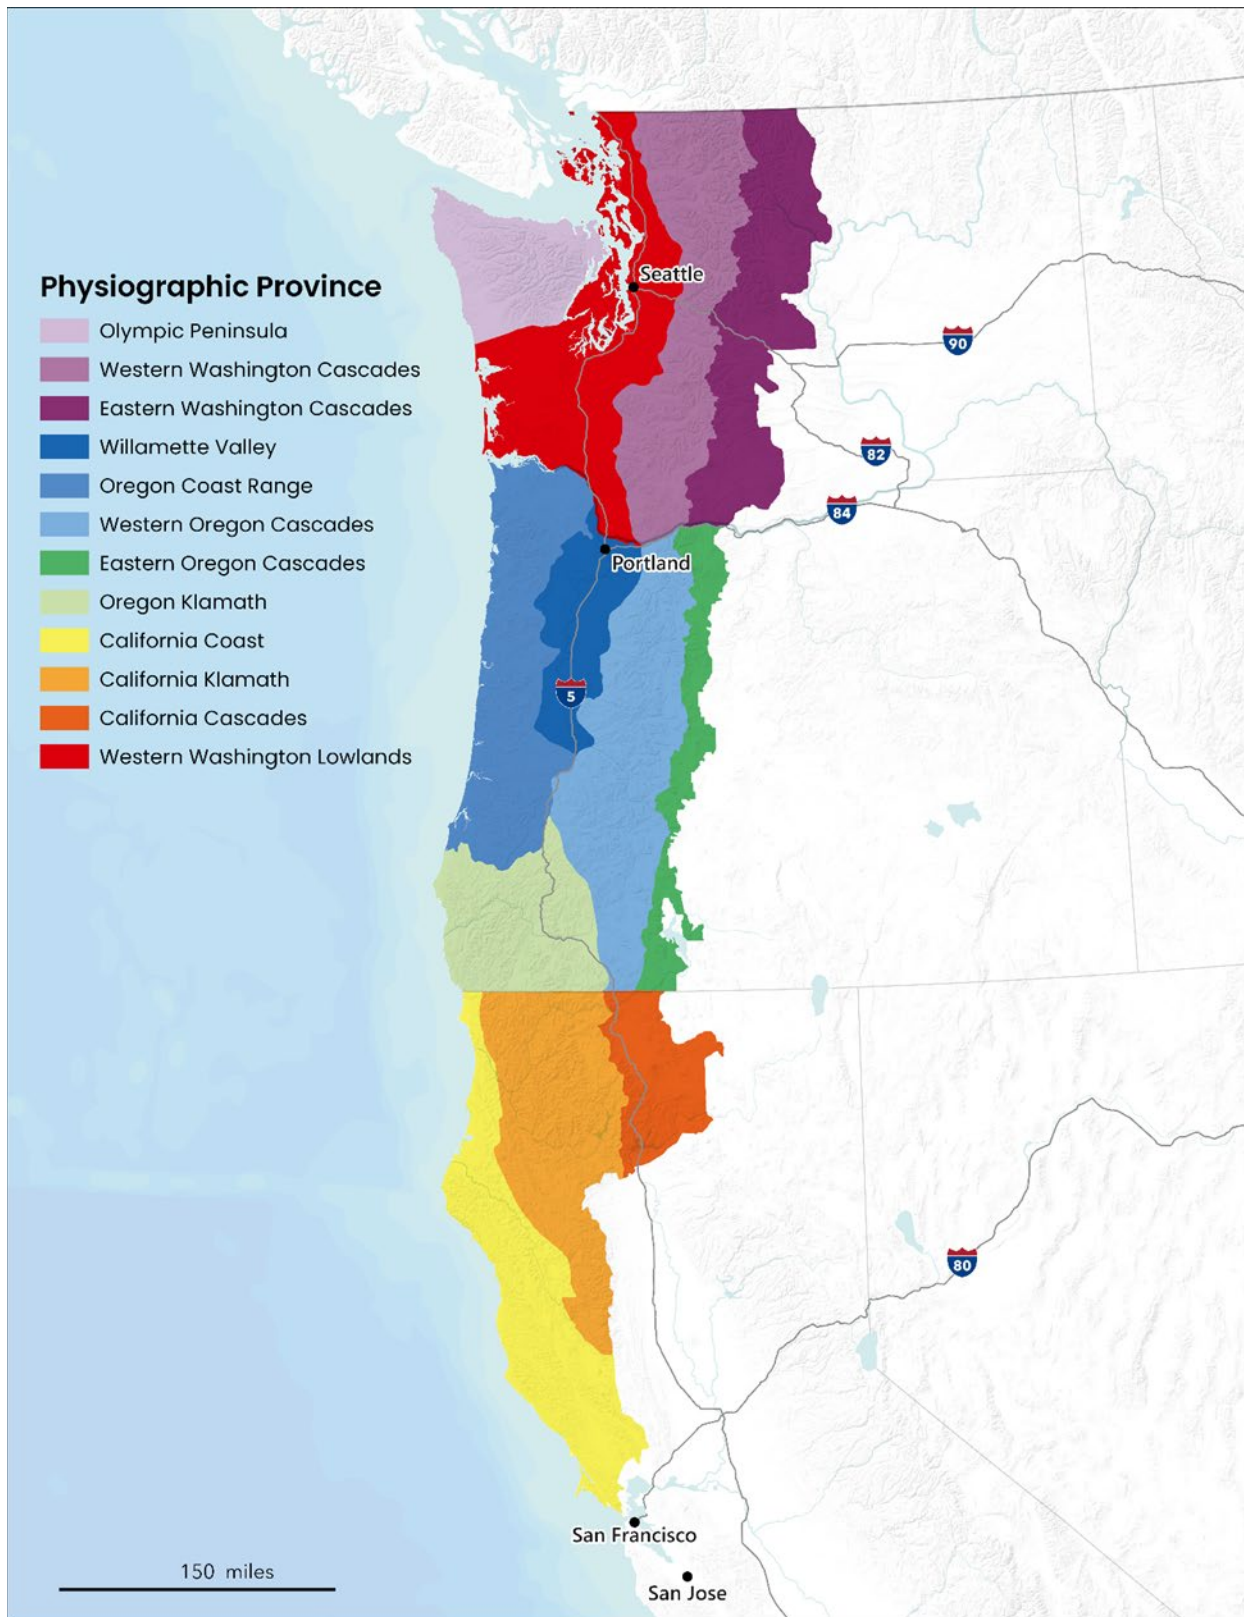 Seattle
Physiographic Province
Olympic Peninsula
Western Washington Cascades
Eastern Washington Cascades
Willamette Valley
Oregon Coast Range
Western Oregon Cascades
Eastern Oregon Cascades
Oregon Klamath
California Coast
California Klamath
California Cascades
Western Washington Lowlands
90
82
84
Portland
5
80
San Francisco
San Jose
150 miles